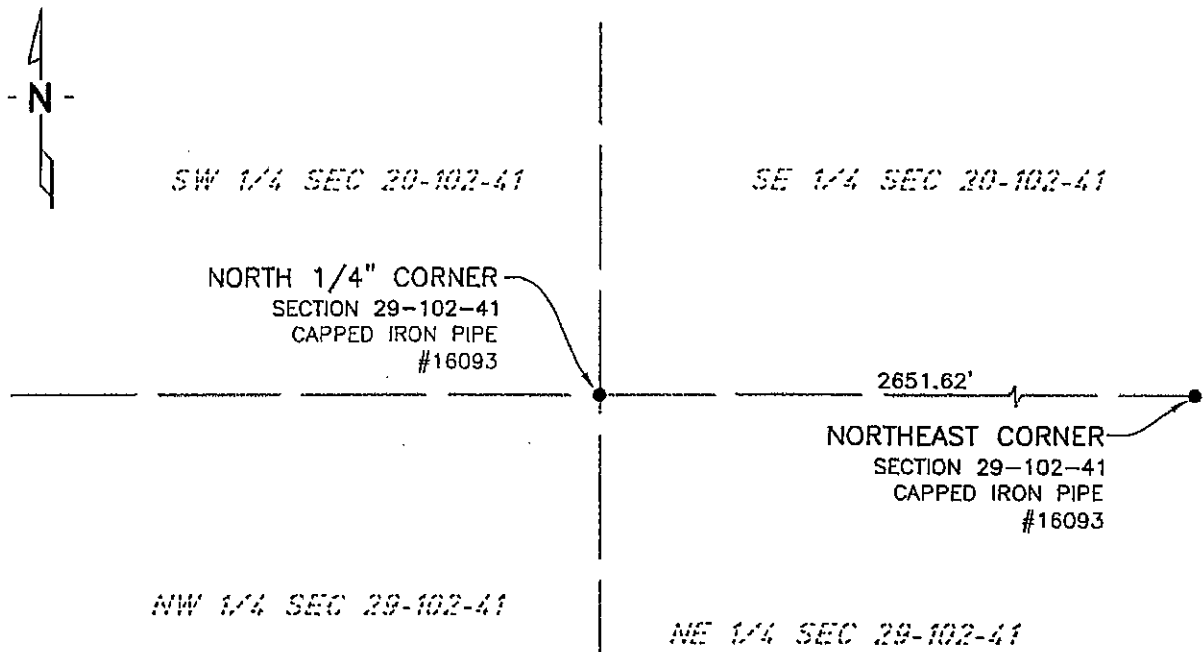 - N -
SW 1/4 SEC 20-102-41
SE 1/4 SEC 20-102-41
NORTH 1/4" CORNER
SECTION 29-102-41
CAPPED IRON PIPE
#16093
2651.62'
NORTHEAST CORNER
SECTION 29-102-41
CAPPED IRON PIPE
#16093
NW 1/4 SEC 29-102-41
NE 1/4 SEC 29-102-41